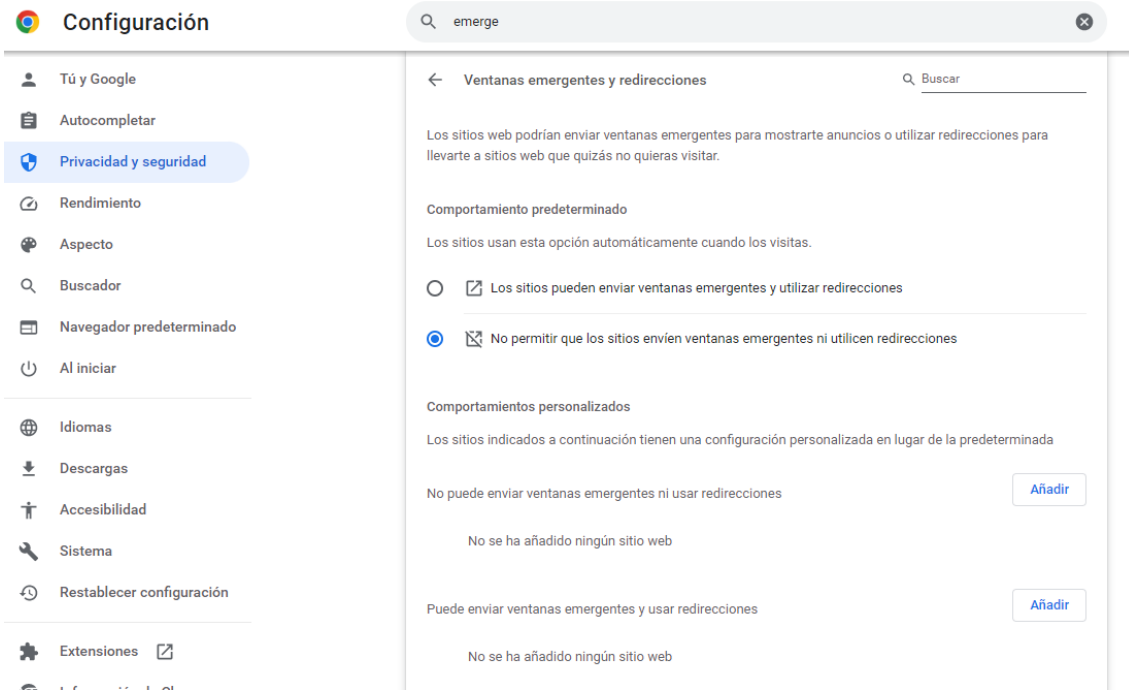 Configuración
emerge
Tú y Google
Autocompletar
Privacidad y seguridad
Rendimiento
Aspecto
Buscador
Navegador predeterminado
Al iniciar
Idiomas
Descargas
Accesibilidad
Sistema
Restablecer configuración
Extensiones
Ventanas emergentes y redirecciones
Buscar
Los sitios web podrían enviar ventanas emergentes para mostrarte anuncios o utilizar redirecciones para
llevarte a sitios web que quizás no quieras visitar.
Comportamiento predeterminado
Los sitios usan esta opción automáticamente cuando los visitas.
Los sitios pueden enviar ventanas emergentes y utilizar redirecciones
No permitir que los sitios envíen ventanas emergentes ni utilicen redirecciones
Comportamientos personalizados
Los sitios indicados a continuación tienen una configuración personalizada en lugar de la predeterminada
No puede enviar ventanas emergentes ni usar redirecciones
Añadir
No se ha añadido ningún sitio web
Puede enviar ventanas emergentes y usar redirecciones
Añadir
No se ha añadido ningún sitio web